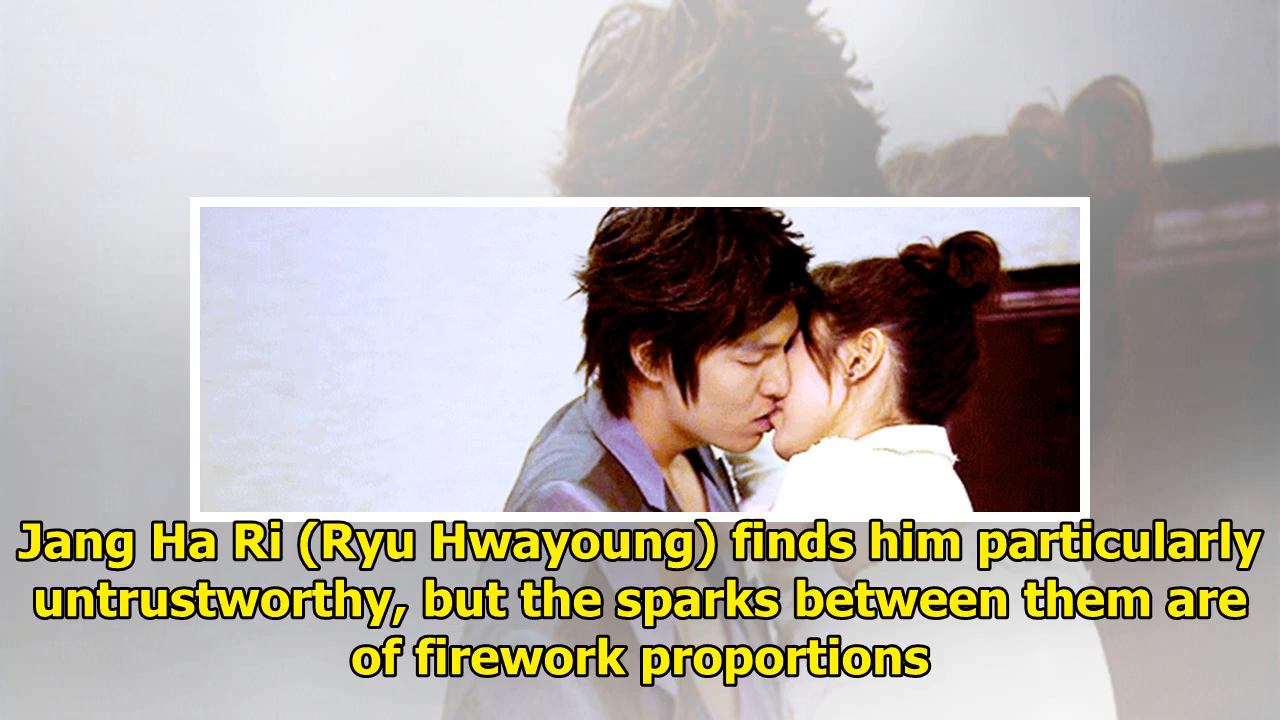 Jang Ha Ri (Ryu Hwayoung) finds him particularly
untrustworthy, but the sparks between them are
of firework proportions